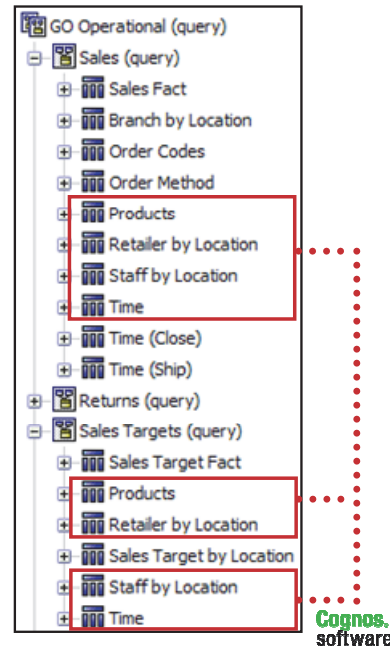 GO Operational (query)
Sales (query)
Sales Fact
Branch by Location
Order Codes
Order Method
Products
Retailer by Location
Staff by Location
Time
Time (Close)
Time (Ship)
Returns (query)
Sales Targets (query)
Sales Target Fact
Products
Retailer by Location
Sales Target by Location
Staff by Location
Time
Cognos.
software